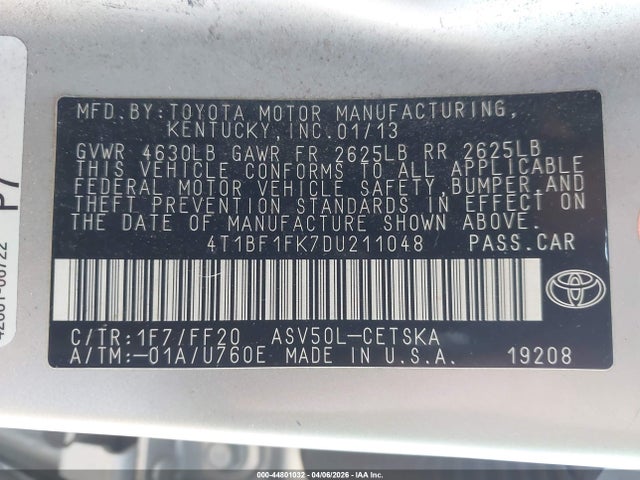 MFD.BY:TOYOTA MOTOR MANUFACTURING,
KENTUCKY,INC.01/13
GVWR 4630LB GAWR FR 2625LB RR 2625LB
THIS VEHICLE CONFORMS TO ALL APPLICABLE
FEDERAL MOTOR VEHICLE SAFETY,BUMPER,AND
THEFT PREVENTION STANDARDS IN EFFECT ON
THE DATE OF MANUFACTURE SHOWN ABOVE.
4T1BF1FK7DU211048 PASS.CAR
C/TR:1F7/FF20 ASV50L-CETSKA
A/TM:-01A/U760E MADE IN U.S.A. 19208
P7
000-44801032 - 04/06/2026 - IAA Inc.